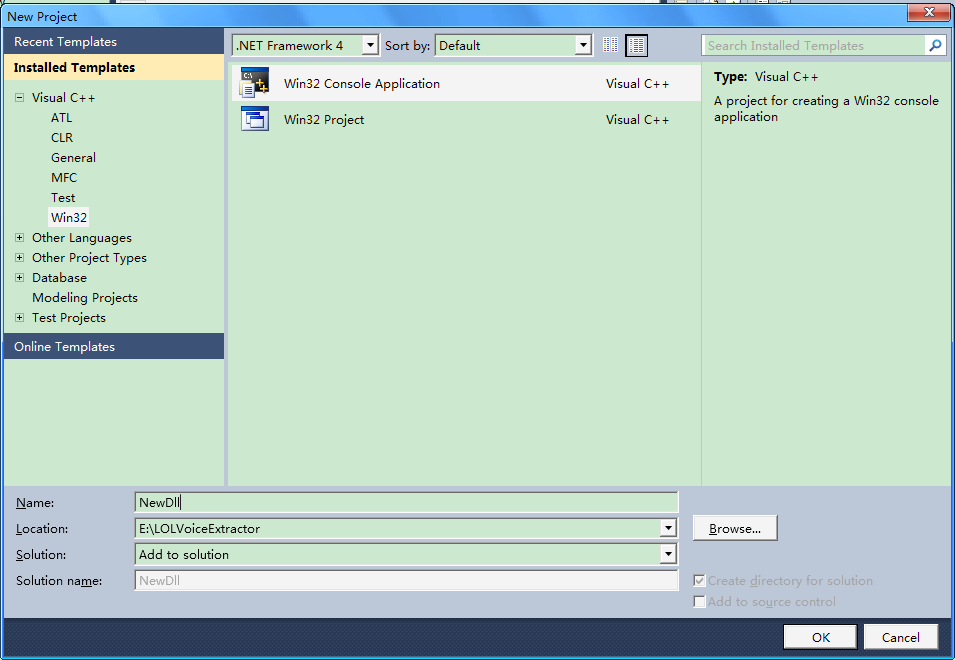 New Project
Recent Templates
Installed Templates
Visual C++
ATL
CLR
General
MFC
Test
Win32
Other Languages
Other Project Types
Database
Modeling Projects
Test Projects
Online Templates
.NET Framework 4 Sort by: Default
Search Installed Templates
Win32 Console Application Visual C++
Win32 Project Visual C++
Type: Visual C++
A project for creating a Win32 console
application
Name: NewDll
Location: E:\LOLVoiceExtractor Browse...
Solution: Add to solution
Solution name: NewDll
Create directory for solution
Add to source control
OK Cancel